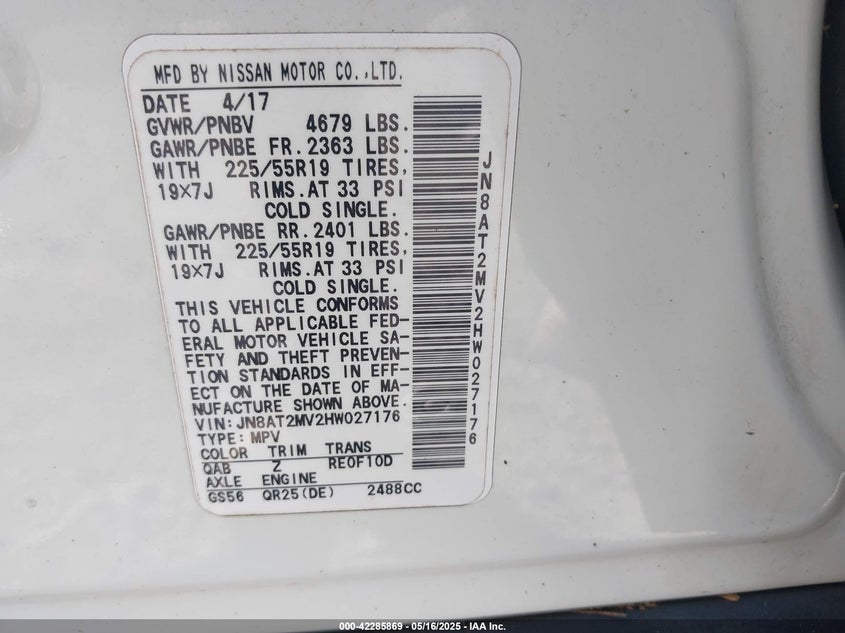 MFD BY NISSAN MOTOR CO.,LTD.
DATE 4/17
GVWR/PNBV 4679 LBS.
GAWR/PNBE FR. 2363 LBS.
WITH 225/55R19 TIRES,
19×7J RIMS.AT 33 PSI
COLD SINGLE.
GAWR/PNBE RR. 2401 LBS.
WITH 225/55R19 TIRES,
19×7J RIMS.AT 33 PSI
COLD SINGLE.
THIS VEHICLE CONFORMS
TO ALL APPLICABLE FED-
ERAL MOTOR VEHICLE SA-
FETY AND THEFT PREVEN-
TION STANDARDS IN EFF-
ECT ON THE DATE OF MA-
NUFACTURE SHOWN ABOVE.
VIN: JN8AT2MV2HW027176
TYPE: MPV
COLOR TRIM TRANS
QAB Z RE0F10D
AXLE ENGINE
GS56 QR25(DE) 2488CC
JN8AT2MV2HW027176
000-42285869 - 05/16/2025 - IAA Inc.